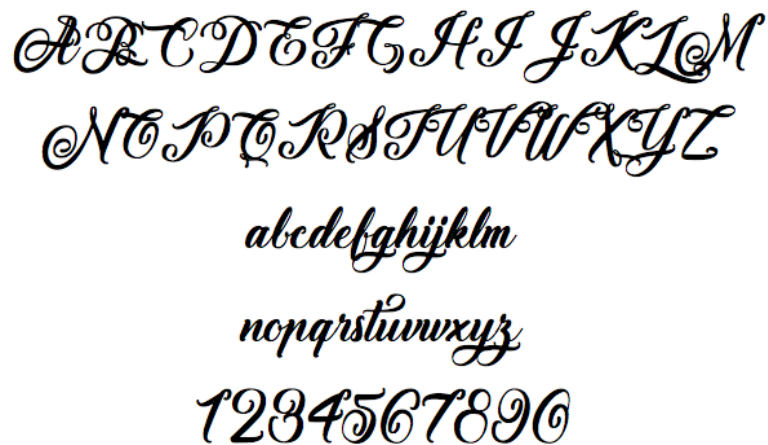 ABCDEFGHIJKLM
NOPQRSTUVWXYZ
abcdefghijklm
nopqrstuvwxyz
1234567890